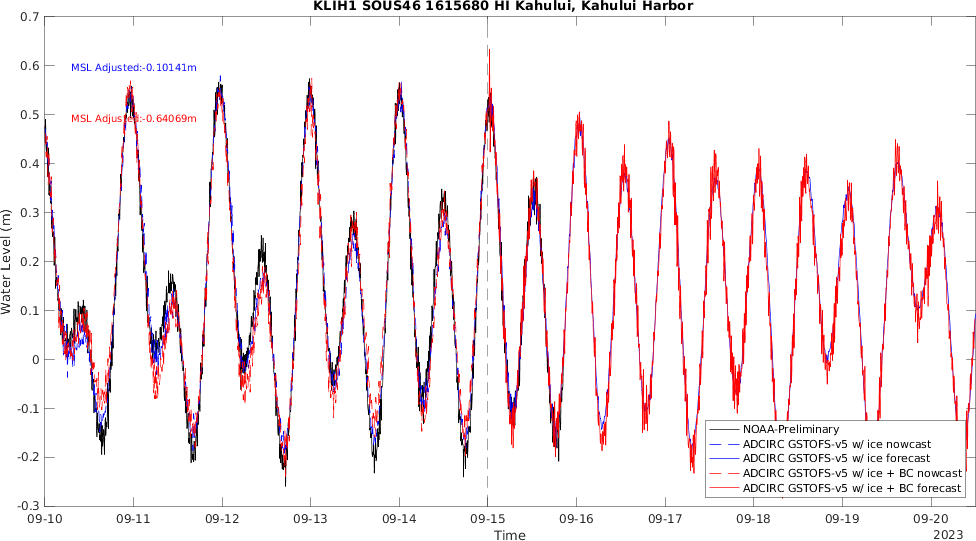 KLIH1 SOUS46 1615680 HI Kahului, Kahului Harbor
0.7
0.6
0.5
0.4
0.3
0.2
0.1
0
-0.1
-0.2
-0.3
Water Level (m)
MSL Adjusted:-0.10141m
MSL Adjusted:-0.64069m
NOAA-Preliminary
ADCIRC GSTOFS-v5 w/ ice nowcast
ADCIRC GSTOFS-v5 w/ ice forecast
ADCIRC GSTOFS-v5 w/ ice + BC nowcast
ADCIRC GSTOFS-v5 w/ ice + BC forecast
09-10 09-11 09-12 09-13 09-14 09-15 09-16 09-17 09-18 09-19 09-20
Time
2023